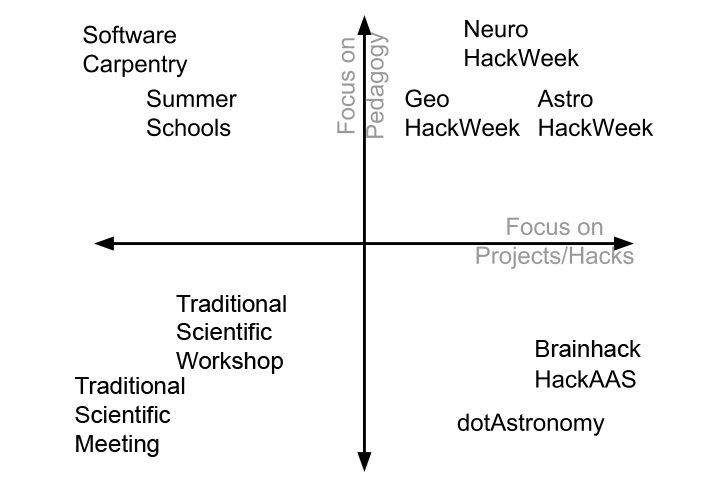 Software
Carpentry
Summer
Schools
Focus on
Pedagogy
Neuro
HackWeek
Geo
HackWeek
Astro
HackWeek
Focus on
Projects/Hacks
Traditional
Scientific
Workshop
Traditional
Scientific
Meeting
Brainhack
HackAAS
dotAstronomy